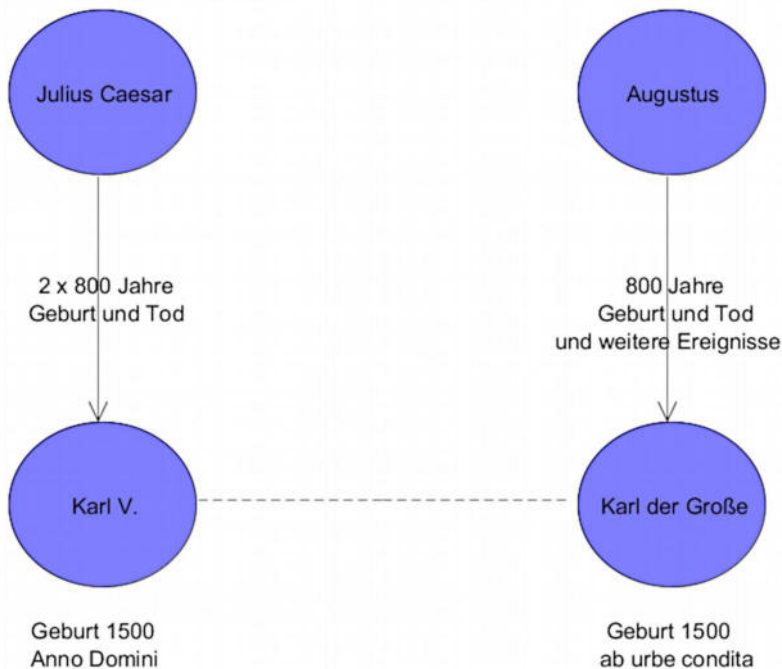 Julius Caesar
Augustus
2 x 800 Jahre
Geburt und Tod
800 Jahre
Geburt und Tod
und weitere Ereignisse
Karl V.
Karl der Große
Geburt 1500
Anno Domini
Geburt 1500
ab urbe condita